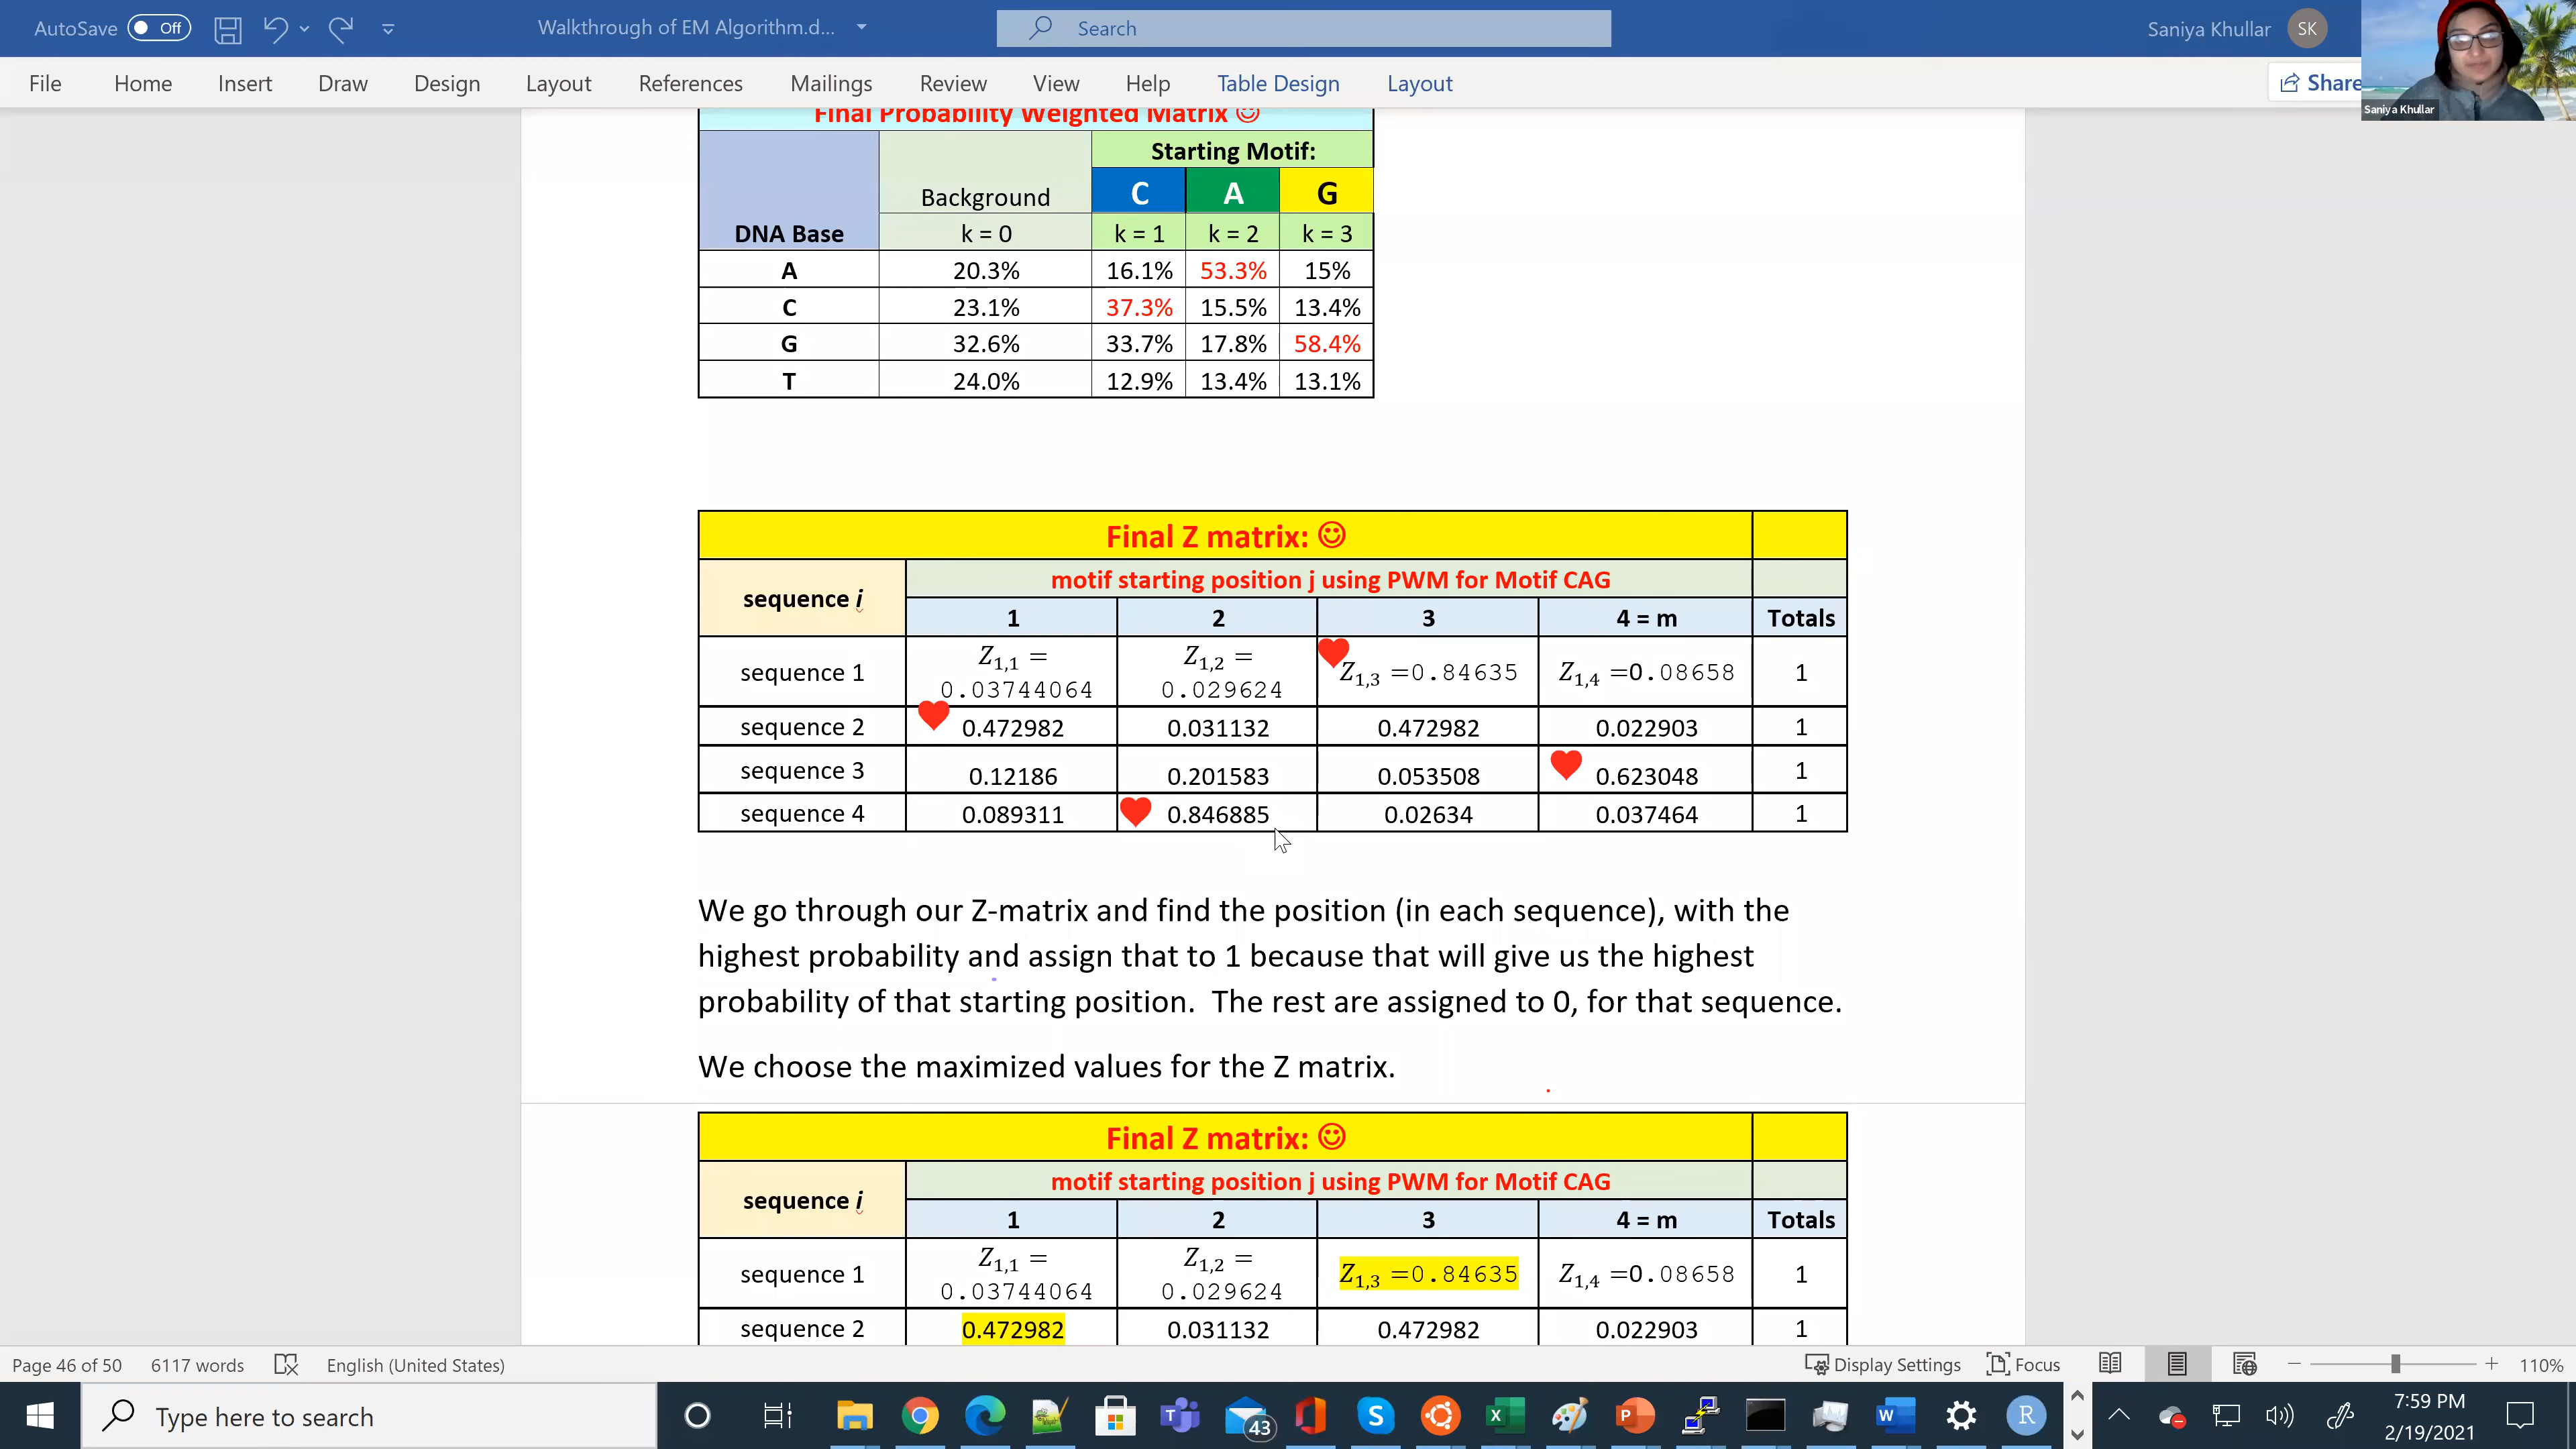 AutoSave Off Walkthrough of EM Algorithm.d... Search Saniya Khullar SK
File Home Insert Draw Design Layout References Mailings Review View Help Table Design Layout Share
Saniya Khullar
Final Probability Weighted Matrix ☺
DNA Base Background Starting Motif:
C A G
k = 0 k = 1 k = 2 k = 3
A 20.3% 16.1% 53.3% 15%
C 23.1% 37.3% 15.5% 13.4%
G 32.6% 33.7% 17.8% 58.4%
T 24.0% 12.9% 13.4% 13.1%
Final Z matrix: ☺
sequence i motif starting position j using PWM for Motif CAG
1 2 3 4 = m Totals
sequence 1 Z1,1 = 0.03744064 Z1,2 = 0.029624 Z1,3 =0.84635 Z1,4 =0.08658 1
sequence 2 0.472982 0.031132 0.472982 0.022903 1
sequence 3 0.12186 0.201583 0.053508 0.623048 1
sequence 4 0.089311 0.846885 0.02634 0.037464 1
We go through our Z-matrix and find the position (in each sequence), with the
highest probability and assign that to 1 because that will give us the highest
probability of that starting position. The rest are assigned to 0, for that sequence.
We choose the maximized values for the Z matrix.
Final Z matrix: ☺
sequence i motif starting position j using PWM for Motif CAG
1 2 3 4 = m Totals
sequence 1 Z1,1 = 0.03744064 Z1,2 = 0.029624 Z1,3 =0.84635 Z1,4 =0.08658 1
sequence 2 0.472982 0.031132 0.472982 0.022903 1
Page 46 of 50 6117 words English (United States) Display Settings Focus 110%
Type here to search 43 7:59 PM
2/19/2021